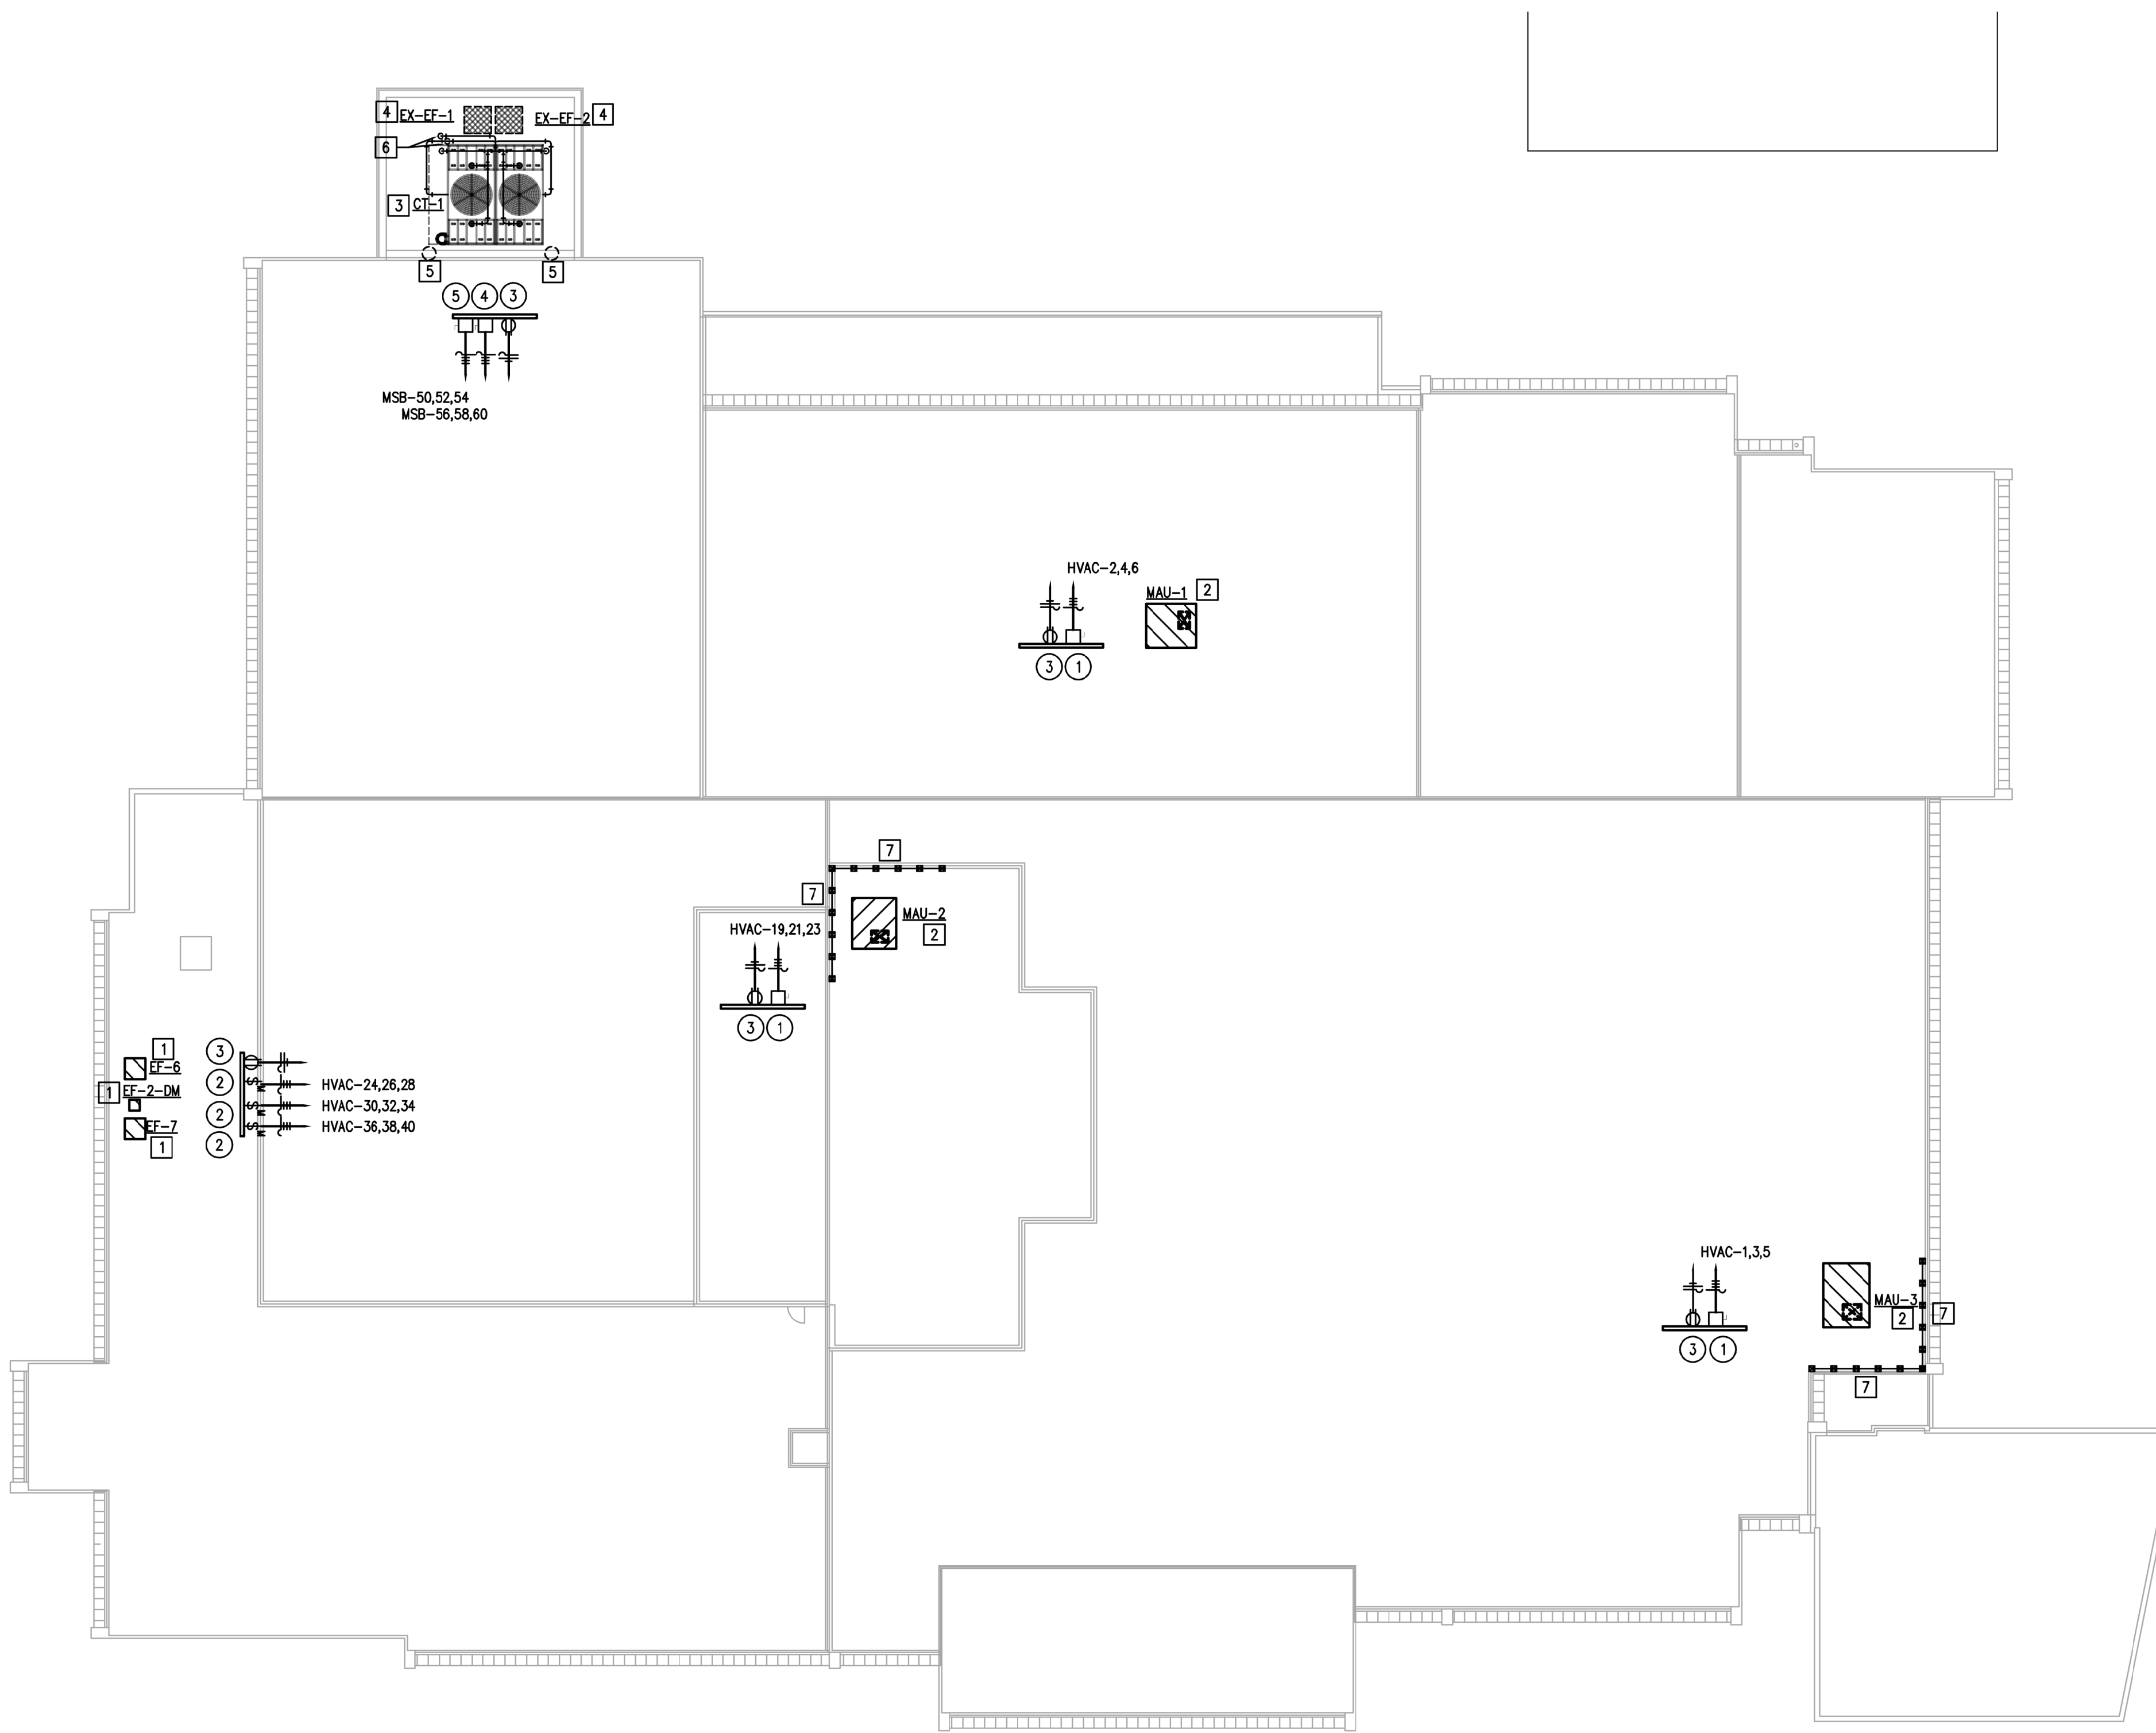 4
EX-EF-1
EX-EF-2
4
6
3
CT-1
5
5
5
4
3
MSB-50,52,54
MSB-56,58,60
HVAC-2,4,6
MAU-1
2
3
1
7
7
MAU-2
2
HVAC-19,21,23
3
1
1
EF-6
1
EF-2-DM
EF-7
1
3
2
2
2
S
M
S
M
S
M
HVAC-24,26,28
HVAC-30,32,34
HVAC-36,38,40
HVAC-1,3,5
MAU-3
2
7
3
1
7